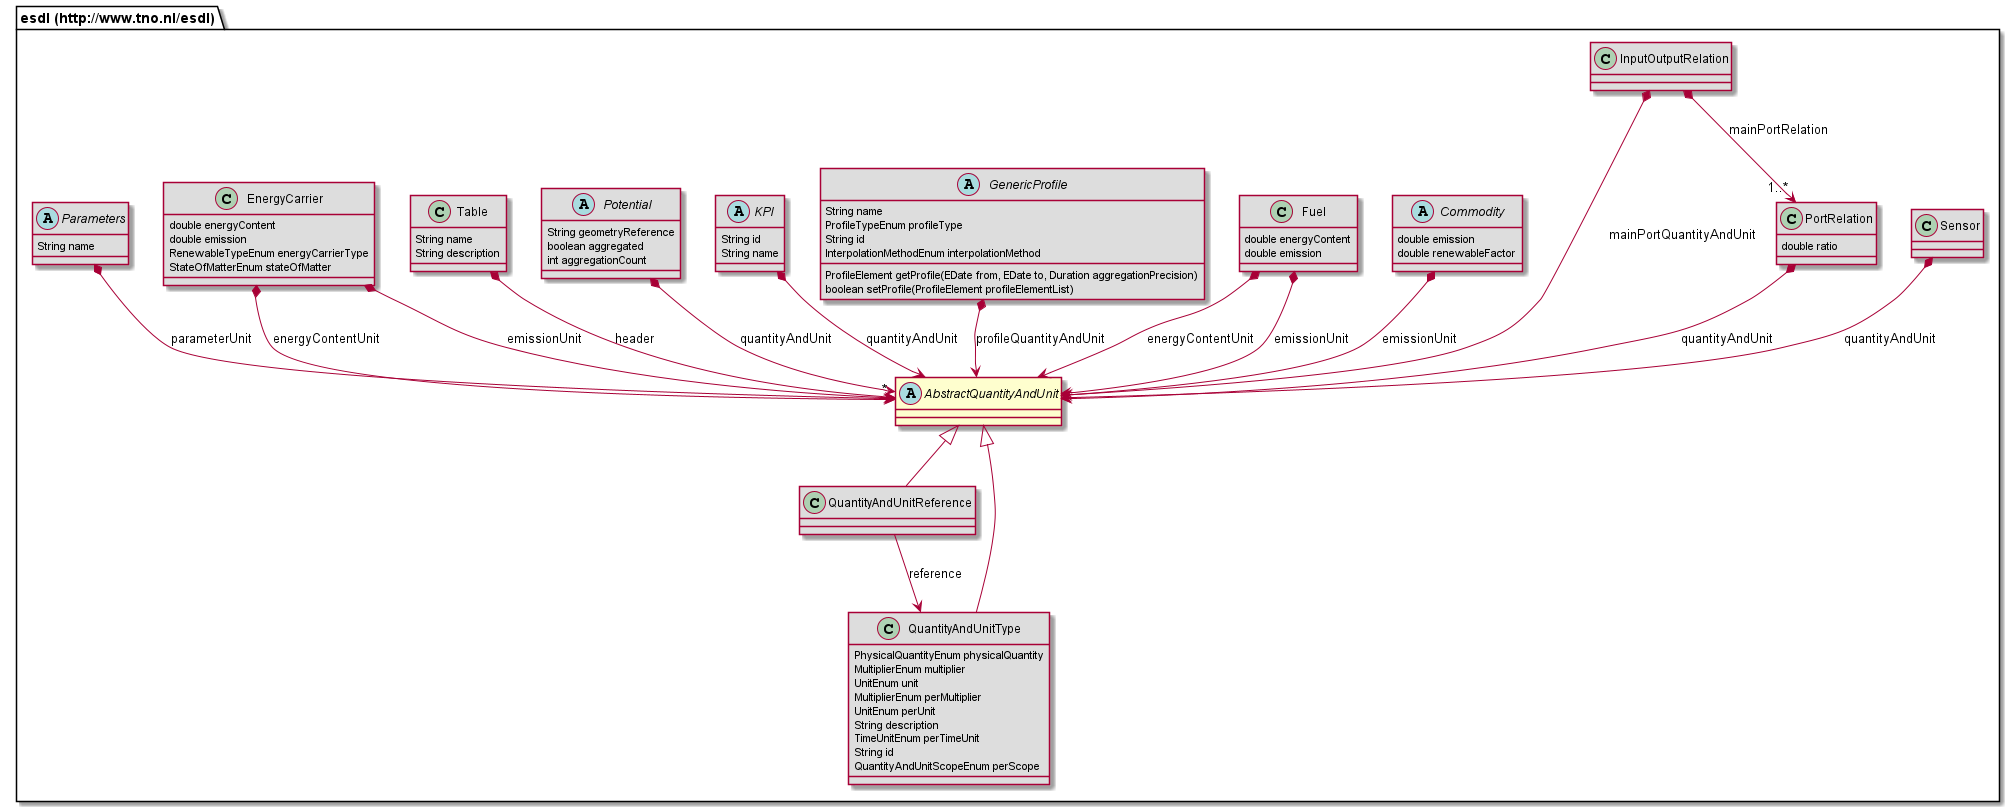 esdl (http://www.tno.nl/esdl)
C InputOutputRelation
mainPortRelation
1..*
A Parameters
String name
C EnergyCarrier
double energyContent
double emission
RenewableTypeEnum energyCarrierType
StateOfMatterEnum stateOfMatter
C Table
String name
String description
A Potential
String geometryReference
boolean aggregated
int aggregationCount
A KPI
String id
String name
A GenericProfile
String name
ProfileTypeEnum profileType
String id
InterpolationMethodEnum interpolationMethod
ProfileElement getProfile(EDate from, EDate to, Duration aggregationPrecision)
boolean setProfile(ProfileElement profileElementList)
C Fuel
double energyContent
double emission
A Commodity
double emission
double renewableFactor
mainPortQuantityAndUnit
C PortRelation
double ratio
C Sensor
parameterUnit
energyContentUnit
emissionUnit
header
quantityAndUnit
quantityAndUnit
profileQuantityAndUnit
energyContentUnit
emissionUnit
emissionUnit
quantityAndUnit
quantityAndUnit
*
A AbstractQuantityAndUnit
C QuantityAndUnitReference
reference
C QuantityAndUnitType
PhysicalQuantityEnum physicalQuantity
MultiplierEnum multiplier
UnitEnum unit
MultiplierEnum perMultiplier
UnitEnum perUnit
String description
TimeUnitEnum perTimeUnit
String id
QuantityAndUnitScopeEnum perScope